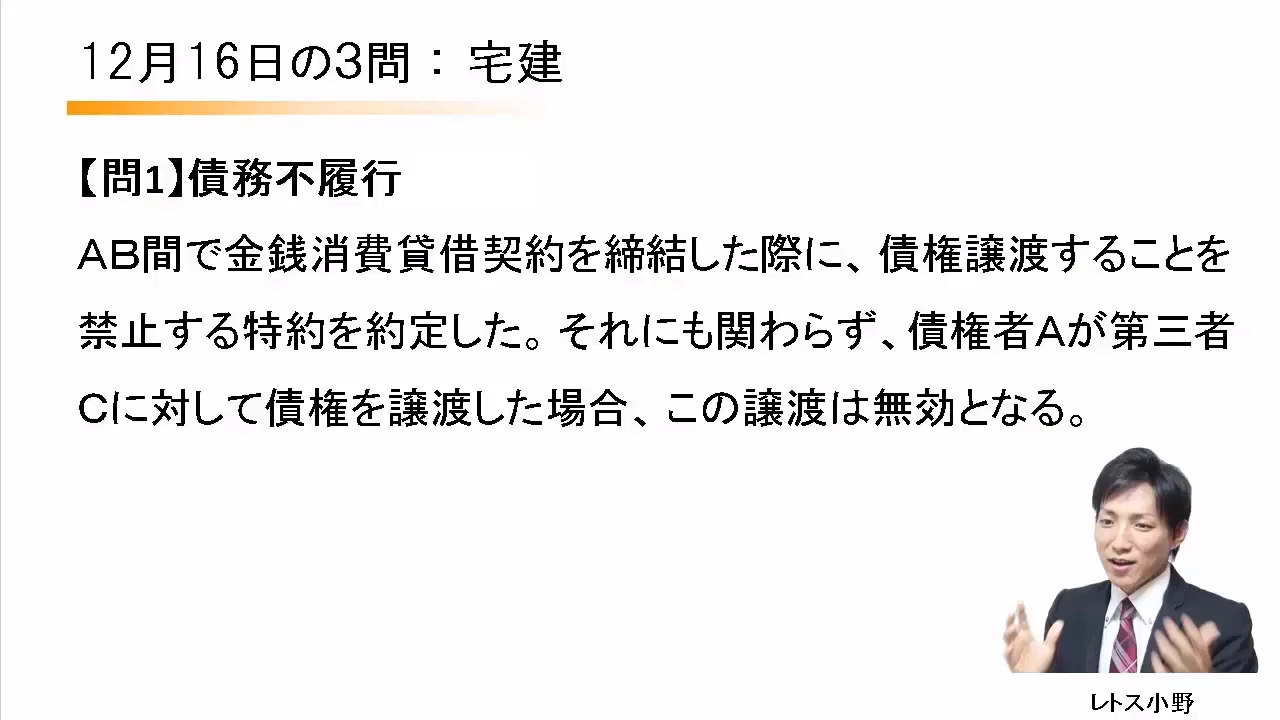 12月16日の3問：宅建
【問1】債務不履行
ＡＢ間で金銭消費貸借契約を締結した際に、債権譲渡することを
禁止する特約を約定した。それにも関わらず、債権者Ａが第三者
Ｃに対して債権を譲渡した場合、この譲渡は無効となる。
レトス小野